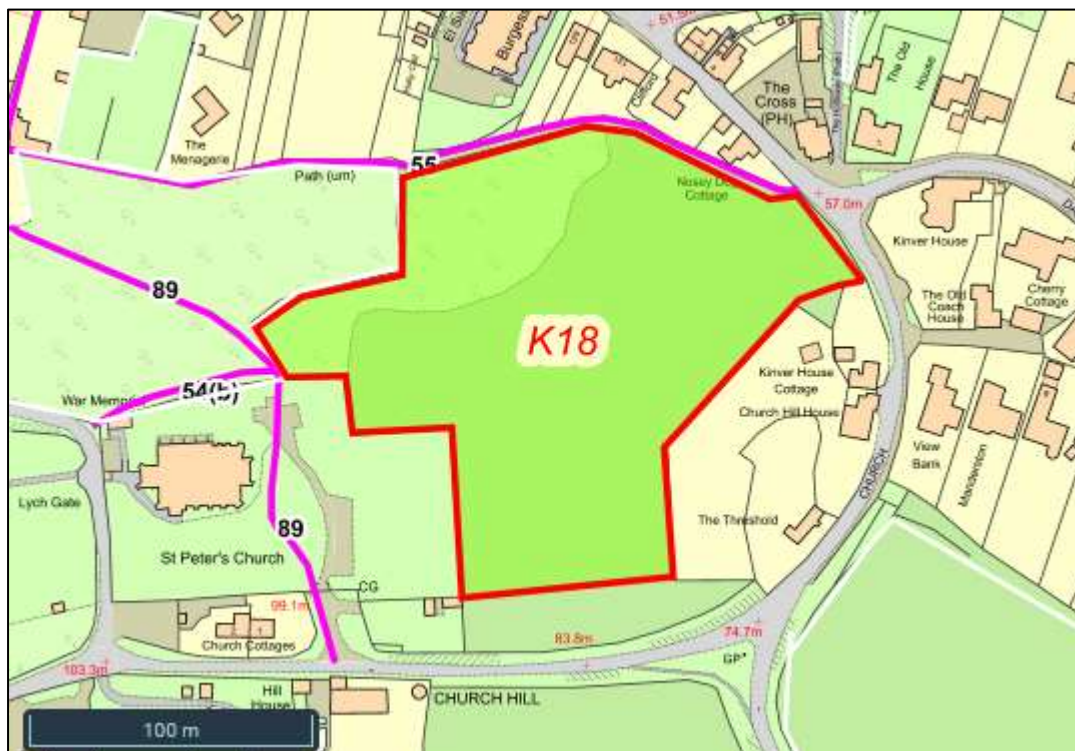 51.5m
Burgess
The Old
House
The
Menagerie
Clifford
The
Cross
(PH)
55
Path (um)
Nosey Dog
Cottage
57.0m
Kinver House
The Old
Coach
House
Cherry
Cottage
89
K18
Kinver House
Cottage
54(b)
War Memorial
Church Hill House
Lych Gate
View
Bank
CHURCH
89
The Threshold
St Peter's Church
CG
99.1m
Church Cottages
83.8m
74.7m
GP
103.3m
Hill
House
CHURCH HILL
100 m